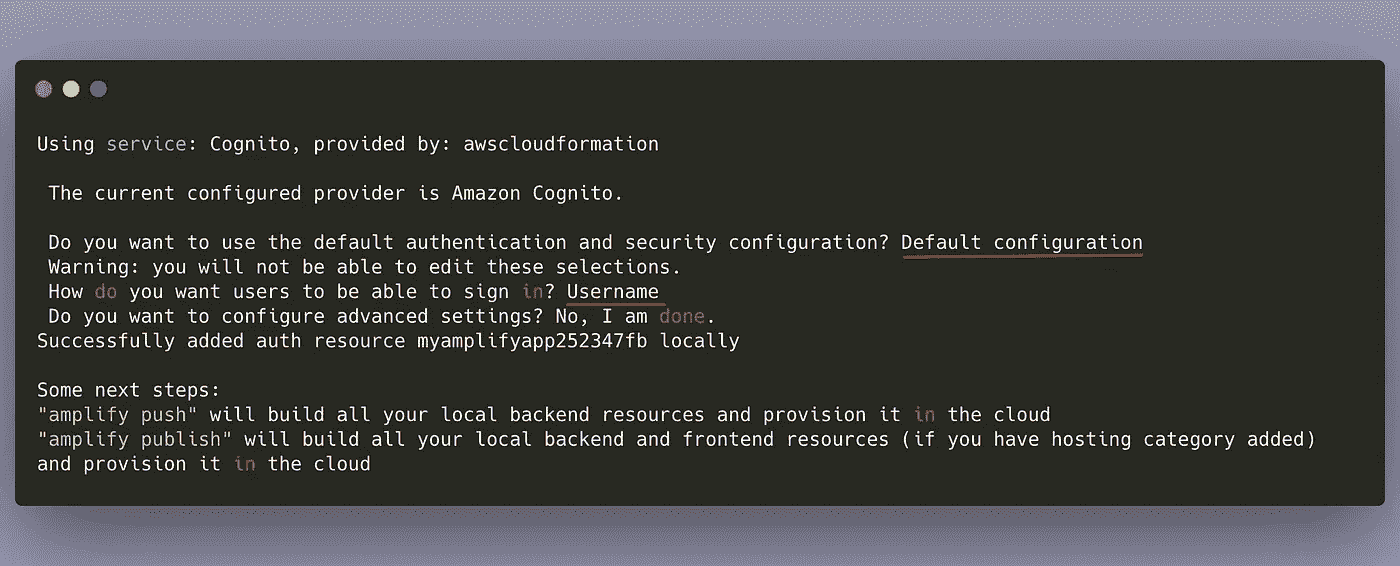 Using service: Cognito, provided by: awscloudformation
The current configured provider is Amazon Cognito.
Do you want to use the default authentication and security configuration? Default configuration
Warning: you will not be able to edit these selections.
How do you want users to be able to sign in? Username
Do you want to configure advanced settings? No, I am done.
Successfully added auth resource myamplifyapp252347fb locally
Some next steps:
"amplify push" will build all your local backend resources and provision it in the cloud
"amplify publish" will build all your local backend and frontend resources (if you have hosting category added)
and provision it in the cloud